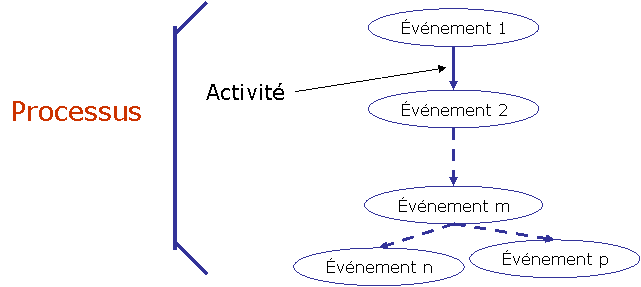 Événement 1
Activité
Processus
Événement 2
Événement m
Événement n
Événement p